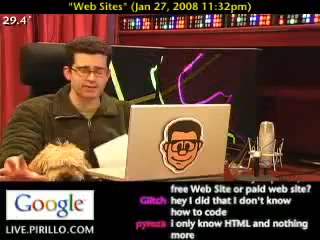 "Web Sites" (Jan 27, 2008 11:32pm)
29.4°
free Web Site or paid web site?
Glitch hey I did that I don't know
how to code
pyroza i only know HTML and nothing
more
Google
LIVE.PIRILLO.COM